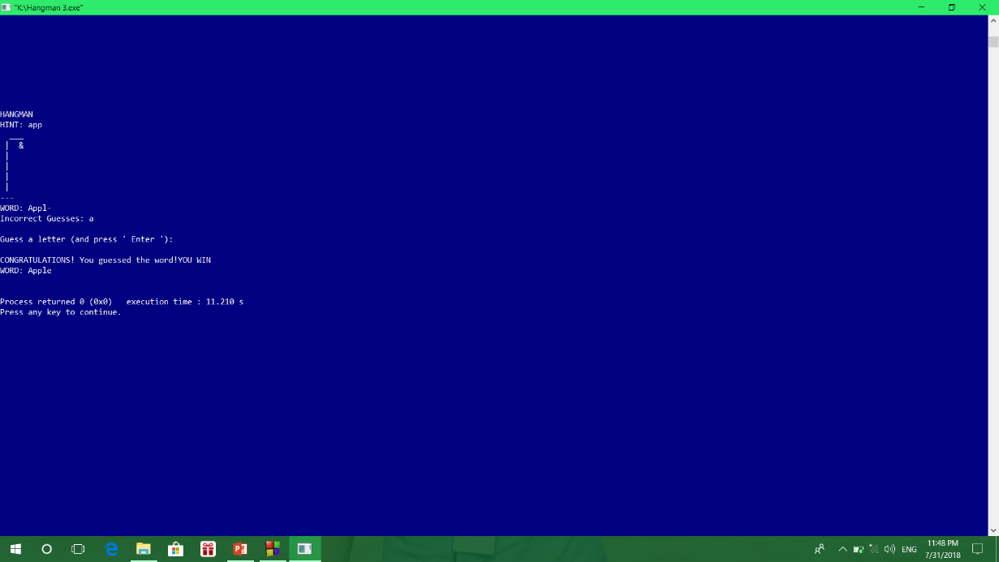 "K:\Hangman 3.exe"
HANGMAN
HINT: app
  ___
 |  &
 |
 |
 |
 |
---
WORD: Appl-
Incorrect Guesses: a
Guess a letter (and press ' Enter '):
CONGRATULATIONS! You guessed the word!YOU WIN
WORD: Apple
Process returned 0 (0x0)   execution time : 11.210 s
Press any key to continue.
ENG
11:48 PM
7/31/2018